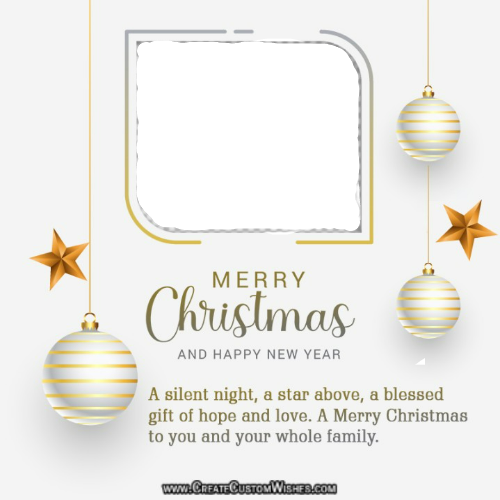 MERRY
Christmas
AND HAPPY NEW YEAR
A silent night, a star above, a blessed
gift of hope and love. A Merry Christmas
to you and your whole family.
www.CreateCustomWishes.com